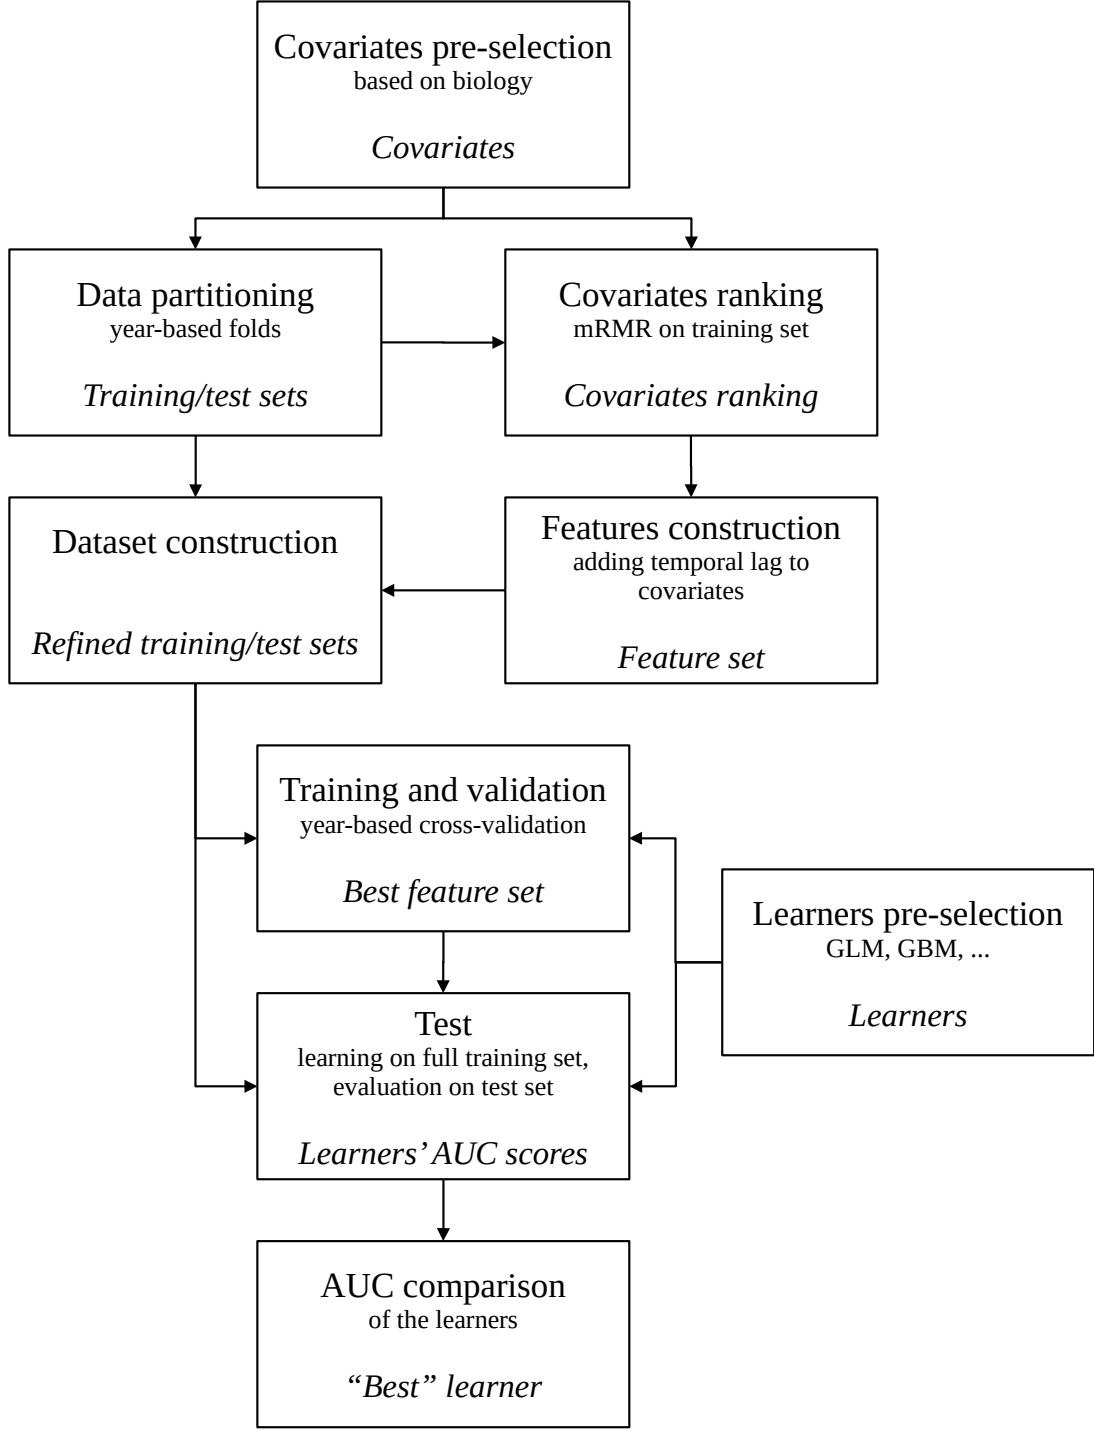 Covariates pre-selection
based on biology
Covariates
Data partitioning
year-based folds
Training/test sets
Covariates ranking
mRMR on training set
Covariates ranking
Dataset construction
Refined training/test sets
Features construction
adding temporal lag to
covariates
Feature set
Training and validation
year-based cross-validation
Best feature set
Learners pre-selection
GLM, GBM, ...
Learners
Test
learning on full training set,
evaluation on test set
Learners’ AUC scores
AUC comparison
of the learners
“Best” learner